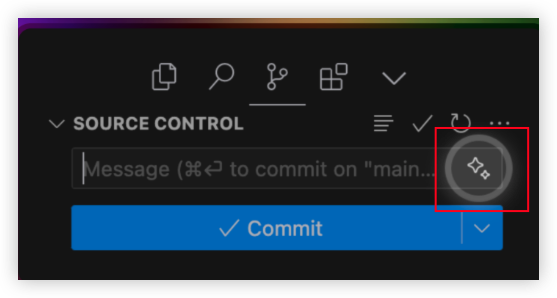 SOURCE CONTROL
Message (⌘⏎ to commit on "main...
Commit